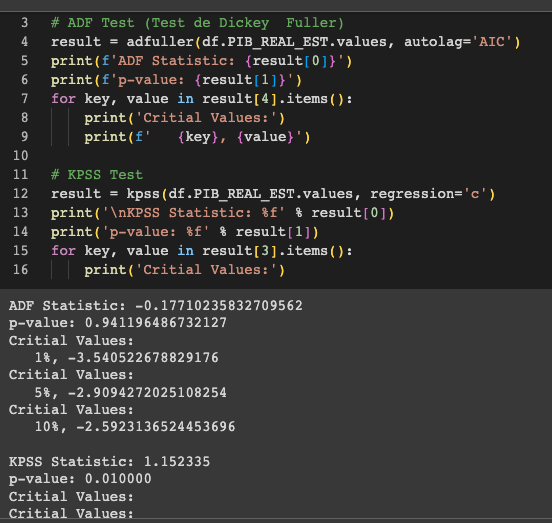 3 # ADF Test (Test de Dickey  Fuller)
4 result = adfuller(df.PIB_REAL_EST.values, autolag='AIC')
5 print(f'ADF Statistic: {result[0]}')
6 print(f'p-value: {result[1]}')
7 for key, value in result[4].items():
8     print('Critial Values:')
9     print(f'   {key}, {value}')
10
11 # KPSS Test
12 result = kpss(df.PIB_REAL_EST.values, regression='c')
13 print('\nKPSS Statistic: %f' % result[0])
14 print('p-value: %f' % result[1])
15 for key, value in result[3].items():
16     print('Critial Values:')
ADF Statistic: -0.17710235832709562
p-value: 0.941196486732127
Critial Values:
   1%, -3.540522678829176
Critial Values:
   5%, -2.9094272025108254
Critial Values:
   10%, -2.5923136524453696
KPSS Statistic: 1.152335
p-value: 0.010000
Critial Values:
Critial Values: